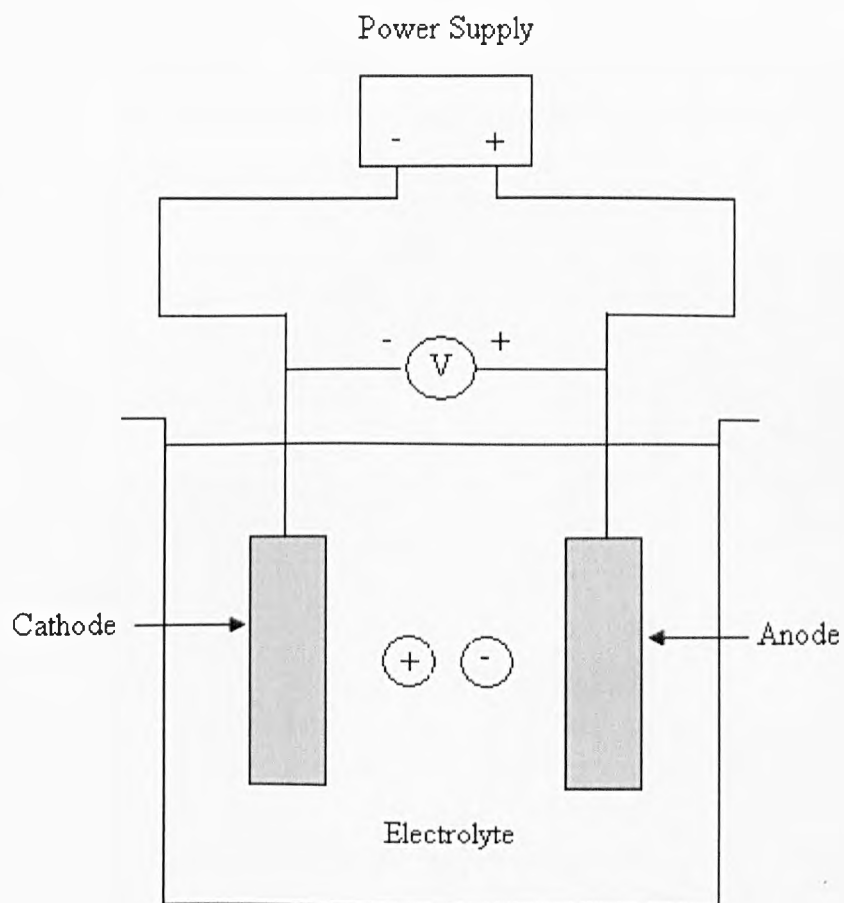 Power Supply
- +
- V +
Cathode
+ -
Anode
Electrolyte